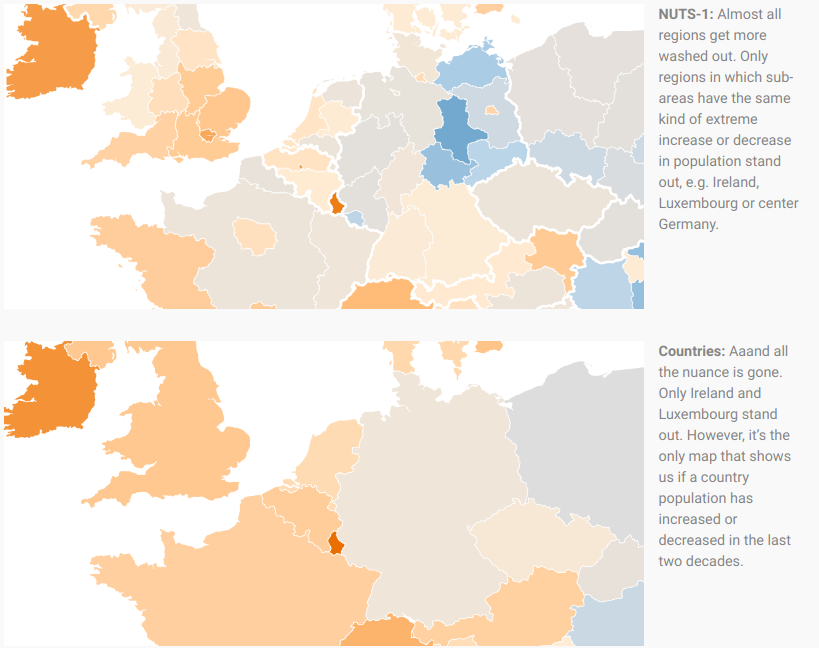 NUTS-1: Almost all
regions get more
washed out. Only
regions in which sub-
areas have the same
kind of extreme
increase or decrease
in population stand
out, e.g. Ireland,
Luxembourg or center
Germany.
Countries: Aaand all
the nuance is gone.
Only Ireland and
Luxembourg stand
out. However, it's the
only map that shows
us if a country
population has
increased or
decreased in the last
two decades.